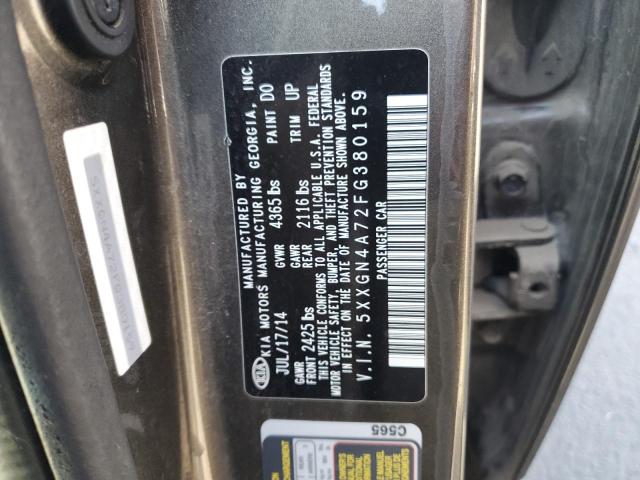 MANUFACTURED BY
KIA MOTORS MANUFACTURING GEORGIA, INC.
JUL/17/14 GVWR 4365 lbs PAINT DO
GAWR FRONT 2425 lbs GAWR REAR 2116 lbs TRIM UP
THIS VEHICLE CONFORMS TO ALL APPLICABLE U.S.A. FEDERAL
MOTOR VEHICLE SAFETY, BUMPER, AND THEFT PREVENTION STANDARDS
IN EFFECT ON THE DATE OF MANUFACTURE SHOWN ABOVE.
V.I.N. 5XXGN4A72FG380159
PASSENGER CAR
C565